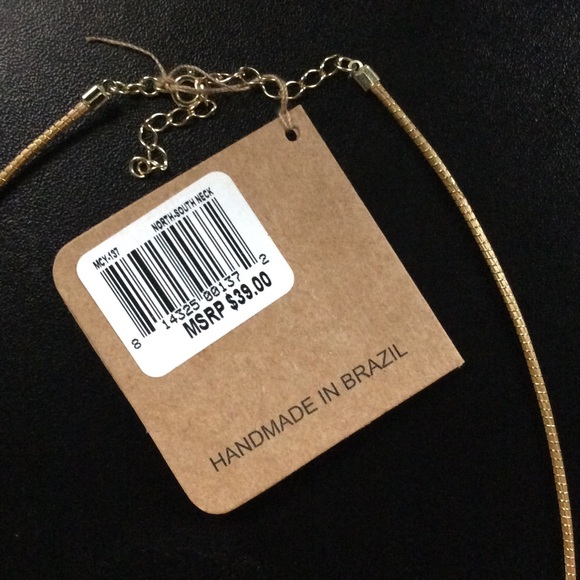 MCY-137 NORTH-SOUTH NECK
8 14325 00137 2
MSRP $39.00
HANDMADE IN BRAZIL